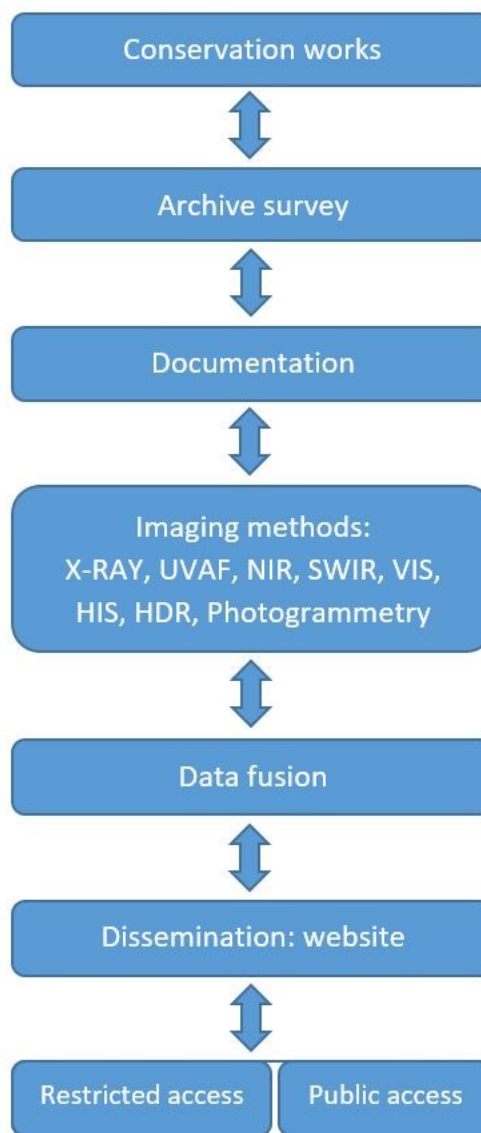 Conservation works
Archive survey
Documentation
Imaging methods:
X-RAY, UVAF, NIR, SWIR, VIS,
HIS, HDR, Photogrammetry
Data fusion
Dissemination: website
Restricted access
Public access